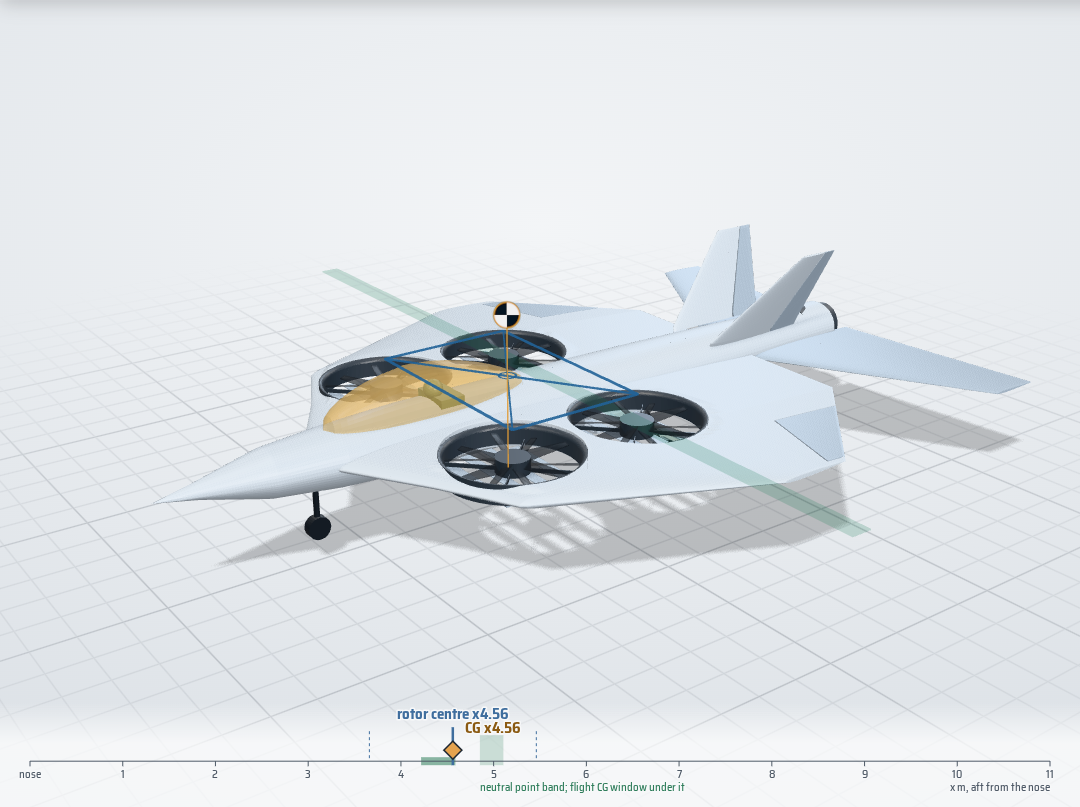 rotor centre x4.56
CG x4.56
nose 1 2 3 4 5 6 7 8 9 10 11
neutral point band; flight CG window under it
x m, aft from the nose